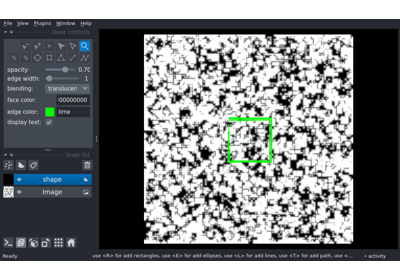 File View Plugins Window Help
layer controls
opacity: 0.70
edge width: 1
blending: translucen
face color: 00000000
edge color: lime
display text:
layer list
shape
Image
Ready
use <R> for add rectangles, use <E> for add ellipses, use <L> for add lines, use <T> for add path, use <...
activity